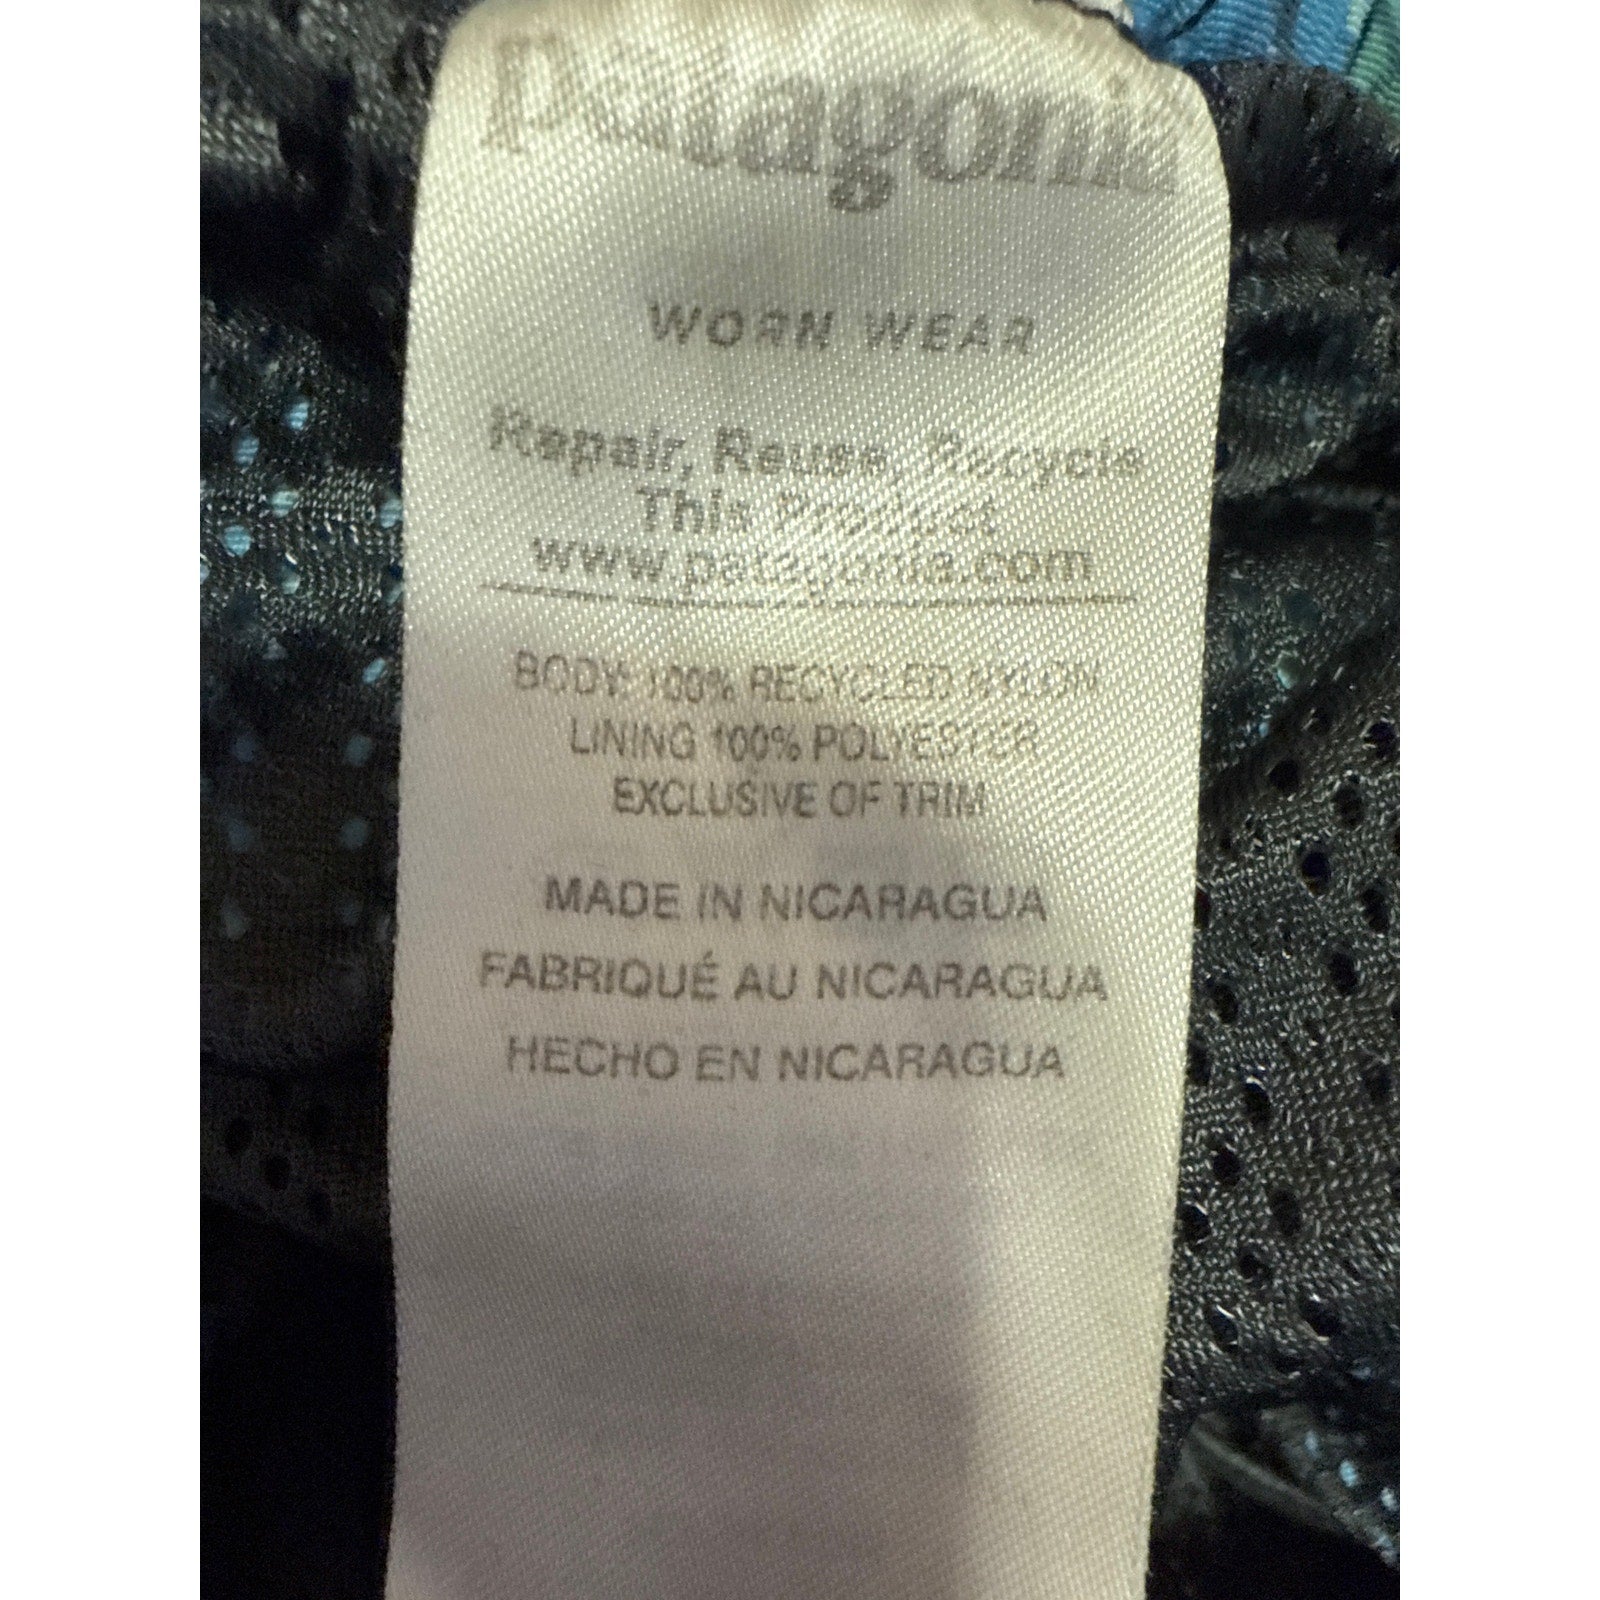 Patagonia
WORN WEAR
Repair, Reuse, Recycle
This Product
www.patagonia.com
BODY: 100% RECYCLED NYLON
LINING 100% POLYESTER
EXCLUSIVE OF TRIM
MADE IN NICARAGUA
FABRIQUÉ AU NICARAGUA
HECHO EN NICARAGUA